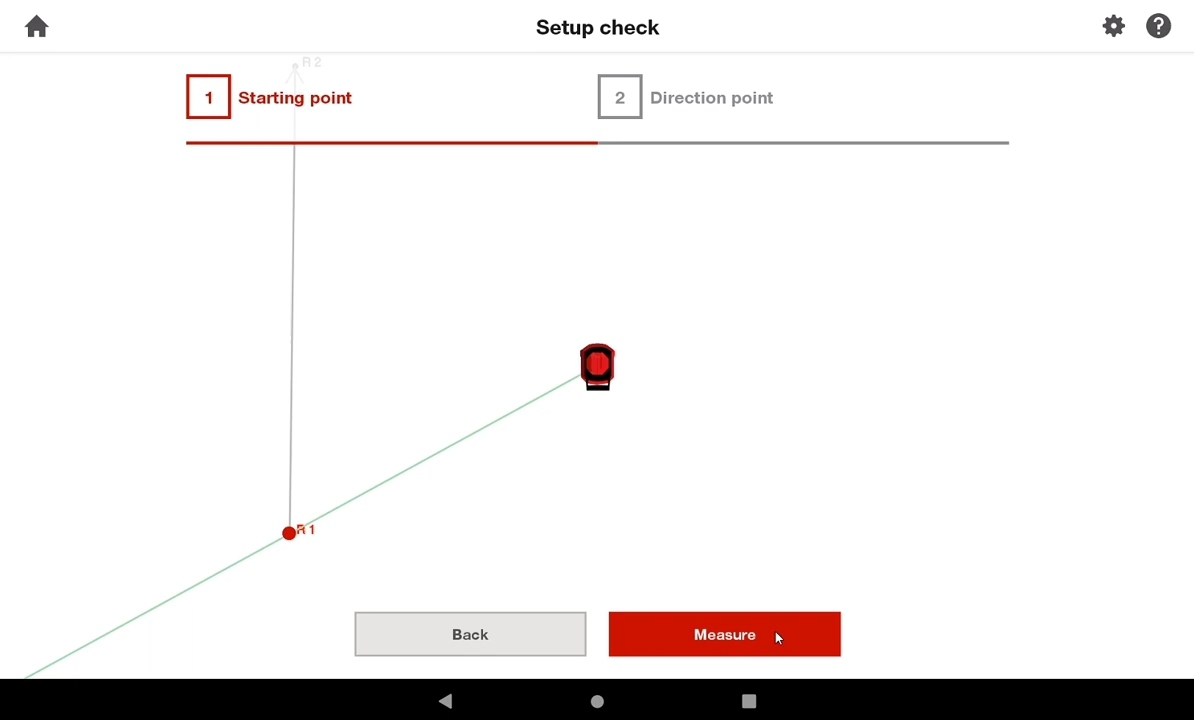 Setup check
R 2
1 Starting point
2 Direction point
R 1
Back
Measure